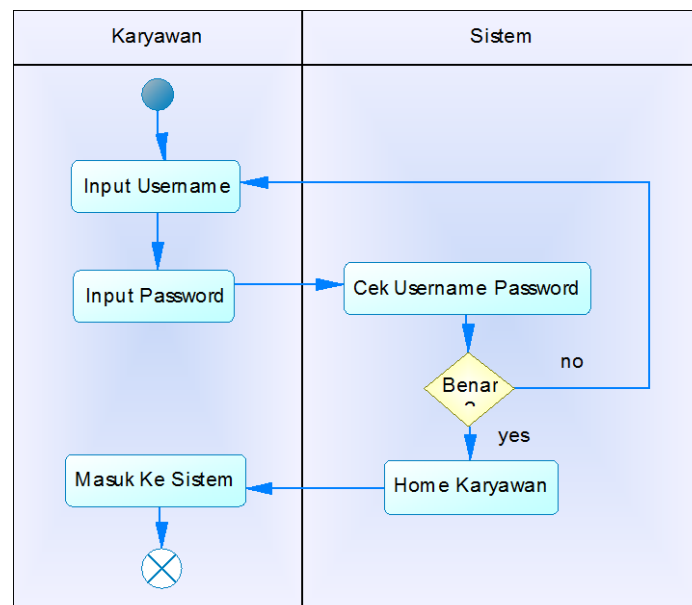 Karyawan
Sistem
Input Username
Input Password
Cek Username Password
Benar
no
yes
Masuk Ke Sistem
Home Karyawan